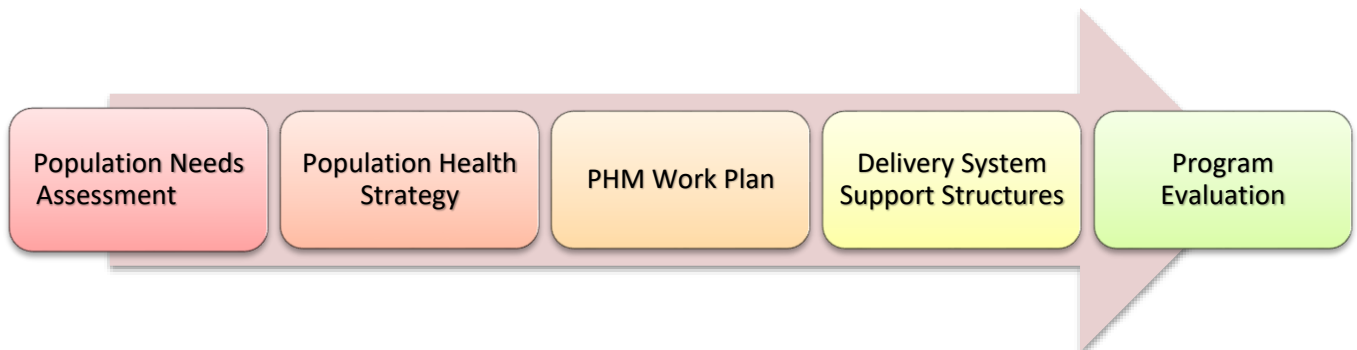 Population Needs
Assessment
Population Health
Strategy
PHM Work Plan
Delivery System
Support Structures
Program
Evaluation